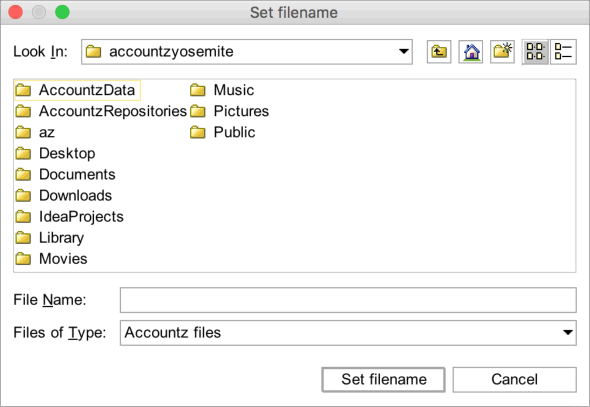 Set filename
Look In: accountzyosemite
AccountzData
AccountzRepositories
az
Desktop
Documents
Downloads
IdeaProjects
Library
Movies
Music
Pictures
Public
File Name:
Files of Type: Accountz files
Set filename Cancel